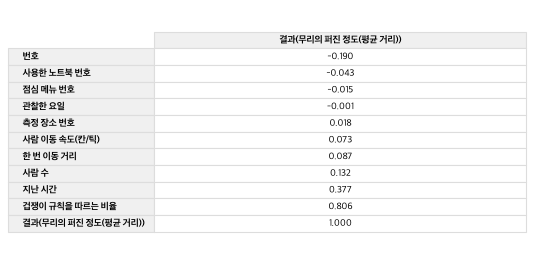 결과(무리의 퍼진 정도(평균 거리))
번호 -0.190
사용한 노트북 번호 -0.043
점심 메뉴 번호 -0.015
관찰한 요일 -0.001
측정 장소 번호 0.018
사람 이동 속도(칸/틱) 0.073
한 번 이동 거리 0.087
사람 수 0.132
지난 시간 0.377
겁쟁이 규칙을 따르는 비율 0.806
결과(무리의 퍼진 정도(평균 거리)) 1.000